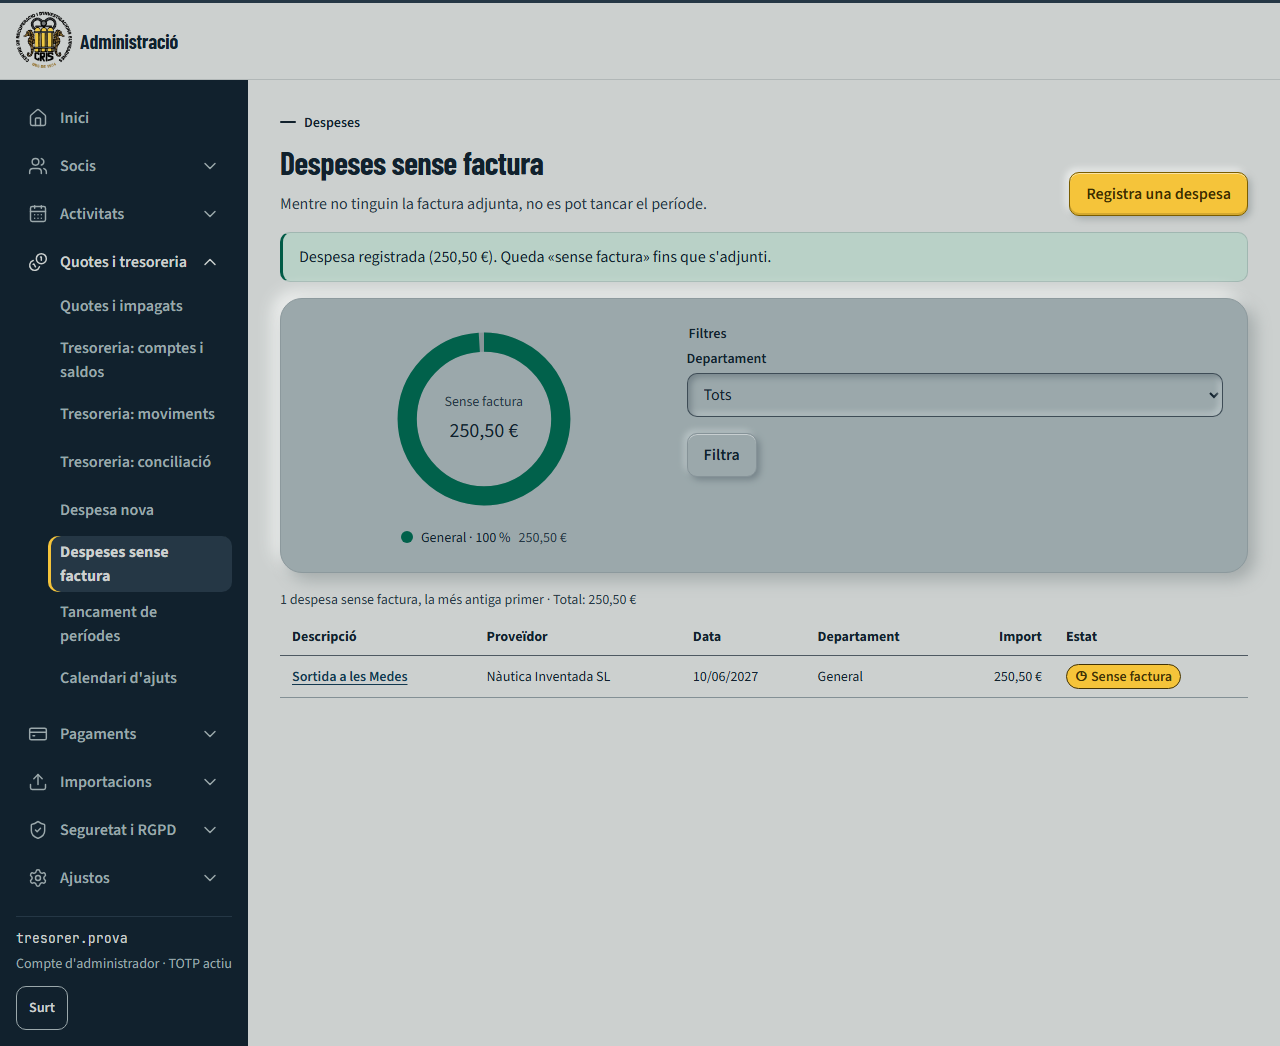 CRIS
Administració
Inici
Socis
Activitats
Quotes i tresoreria
Quotes i impagats
Tresoreria: comptes i
saldos
Tresoreria: moviments
Tresoreria: conciliació
Despesa nova
Despeses sense
factura
Tancament de
períodes
Calendari d'ajuts
Pagaments
Importacions
Seguretat i RGPD
Ajustos
tresorer.prova
Compte d'administrador · TOTP actiu
Surt
Despeses
Despeses sense factura
Mentre no tinguin la factura adjunta, no es pot tancar el període.
Registra una despesa
Despesa registrada (250,50 €). Queda «sense factura» fins que s'adjunti.
Sense factura
250,50 €
General · 100 % 250,50 €
Filtres
Departament
Tots
Filtra
1 despesa sense factura, la més antiga primer · Total: 250,50 €
Descripció Proveïdor Data Departament Import Estat
Sortida a les Medes Nàutica Inventada SL 10/06/2027 General 250,50 € Sense factura